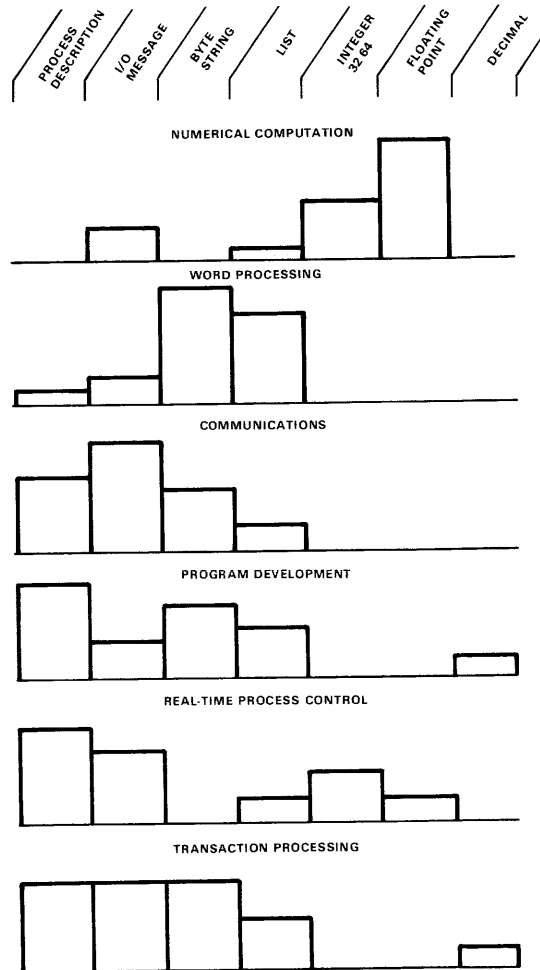 PROCESS
DESCRIPTION
I/O
MESSAGE
BYTE
STRING
LIST
INTEGER
32 64
FLOATING
POINT
DECIMAL
NUMERICAL COMPUTATION
WORD PROCESSING
COMMUNICATIONS
PROGRAM DEVELOPMENT
REAL-TIME PROCESS CONTROL
TRANSACTION PROCESSING